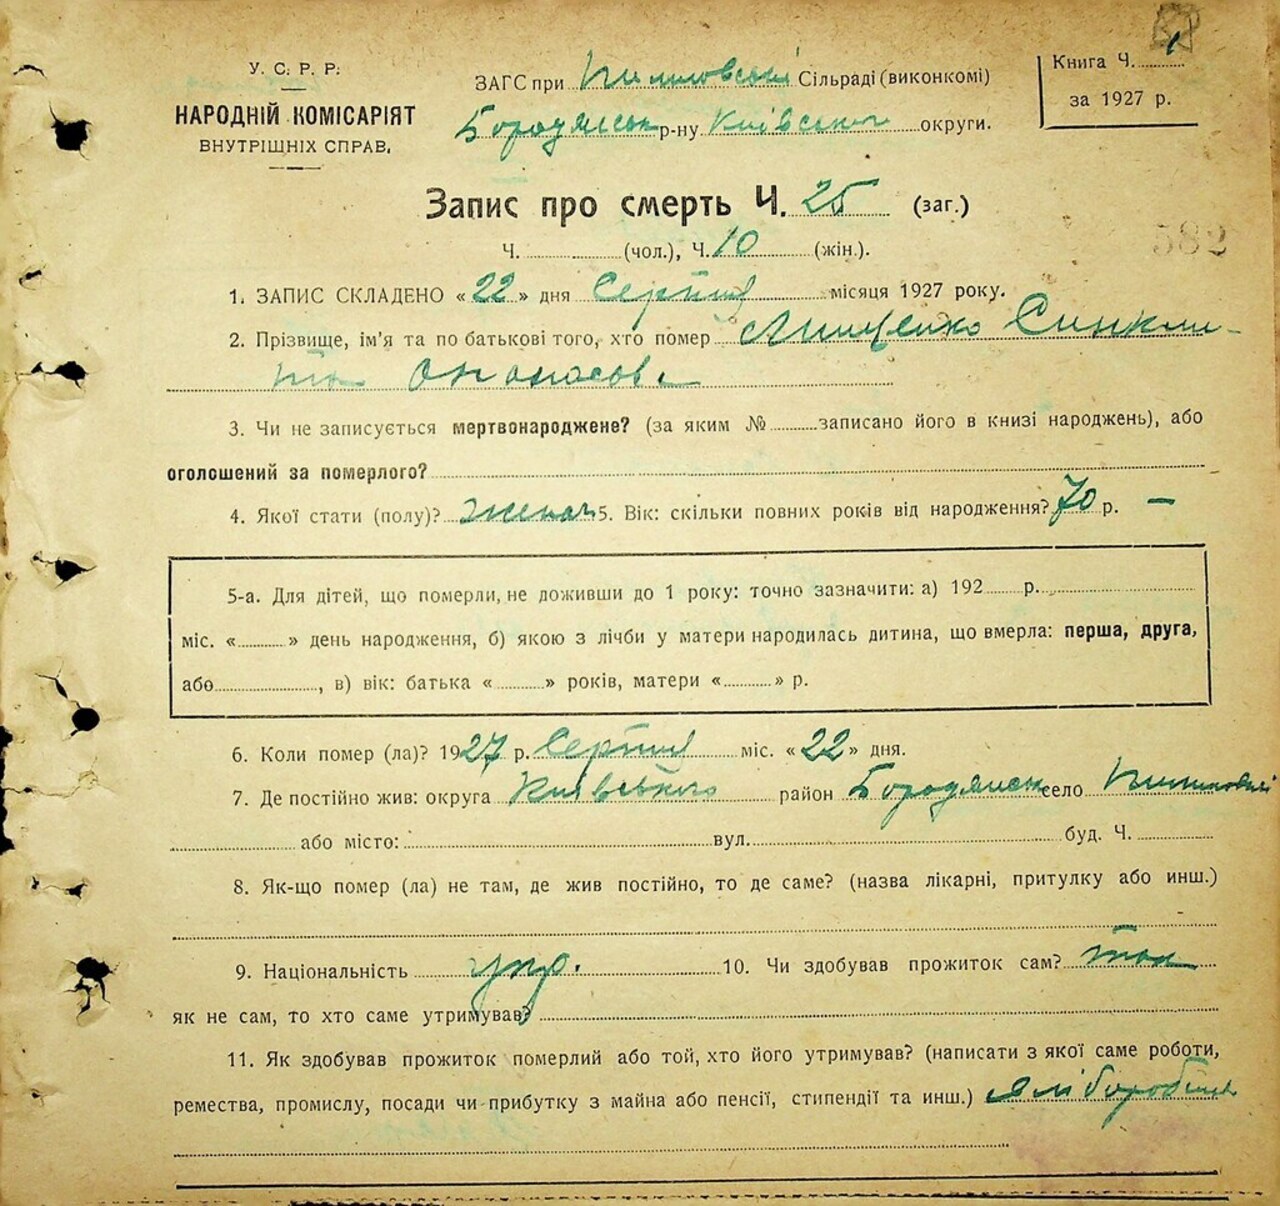 У. С. Р. Р.
НАРОДНІЙ КОМІСАРІЯТ
ВНУТРІШНІХ СПРАВ.
ЗАГС при Пилиповській Сільраді (виконкомі)
Бородянськ р-ну Київського округи.
Книга Ч. 1
за 1927 р.
Запис про смерть Ч. 25 (заг.)
Ч. (чол.), Ч. 10 (жін.).
582
1. ЗАПИС СКЛАДЕНО «22» дня Серпня місяця 1927 року.
2. Прізвище, ім'я та по батькові того, хто помер Лищенко Синкли-
та
3. Чи не записується мертвонароджене? (за яким № записано його в книзі народжень), або
оголошений за померлого?
4. Якої стати (полу)? женоч 5. Вік: скільки повних років від народження? 70 р. —
5-а. Для дітей, що померли, не доживши до 1 року: точно зазначити: а) 192 р.
міс. « » день народження, б) якою з лічби у матери народилась дитина, що вмерла: перша, друга,
або , в) вік: батька « » років, матери « » р.
6. Коли помер (ла)? 1927 р. Серпня міс. «22» дня.
7. Де постійно жив: округа Київського район Бородянськ село
або місто: вул. буд. Ч.
8. Як-що помер (ла) не там, де жив постійно, то де саме? (назва лікарні, притулку або инш.)
9. Національність укр. 10. Чи здобував прожиток сам? так
як не сам, то хто саме утримував?
11. Як здобував прожиток померлий або той, хто його утримував? (написати з якої саме роботи,
ремества, промислу, посади чи прибутку з майна або пенсії, стипендії та инш.)